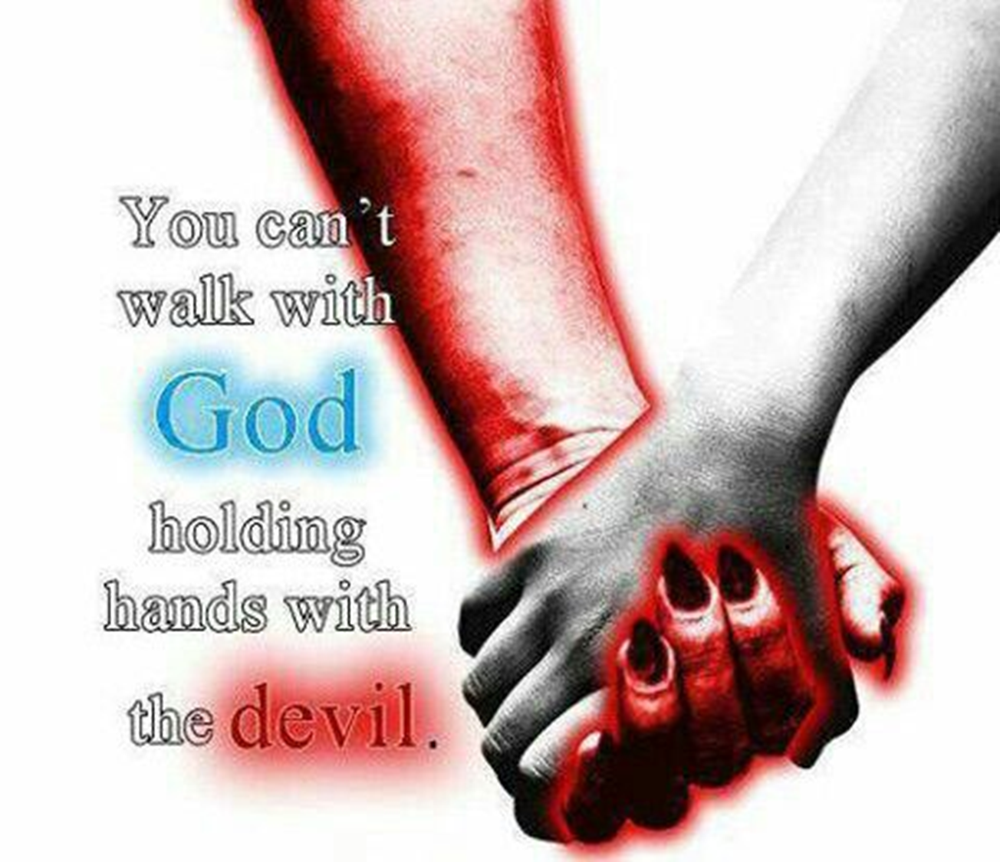 You can't
walk with
God
holding
hands with
the devil.